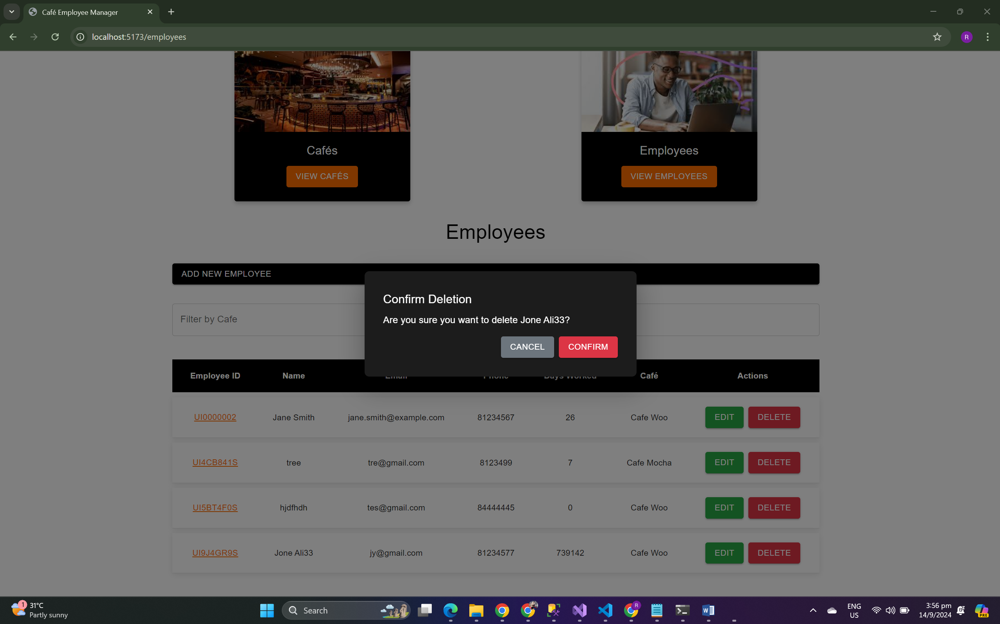 Café Employee Manager
localhost:5173/employees
R
Cafés
Employees
VIEW CAFÉS
VIEW EMPLOYEES
Employees
ADD NEW EMPLOYEE
Confirm Deletion
Filter by Cafe
Are you sure you want to delete Jone Ali33?
CANCEL CONFIRM
Employee ID Name Email Phone Days Worked Café Actions
UI0000002 Jane Smith jane.smith@example.com 81234567 26 Cafe Woo EDIT DELETE
UI4CB841S tree tre@gmail.com 8123499 7 Cafe Mocha EDIT DELETE
UI5BT4F0S hjdfhdh tes@gmail.com 84444445 0 Cafe Woo EDIT DELETE
UI9J4GR9S Jone Ali33 jy@gmail.com 81234577 739142 Cafe Woo EDIT DELETE
1 31°C
Partly sunny
Search
R
W
ENG
US
3:56 pm
14/9/2024
PRE